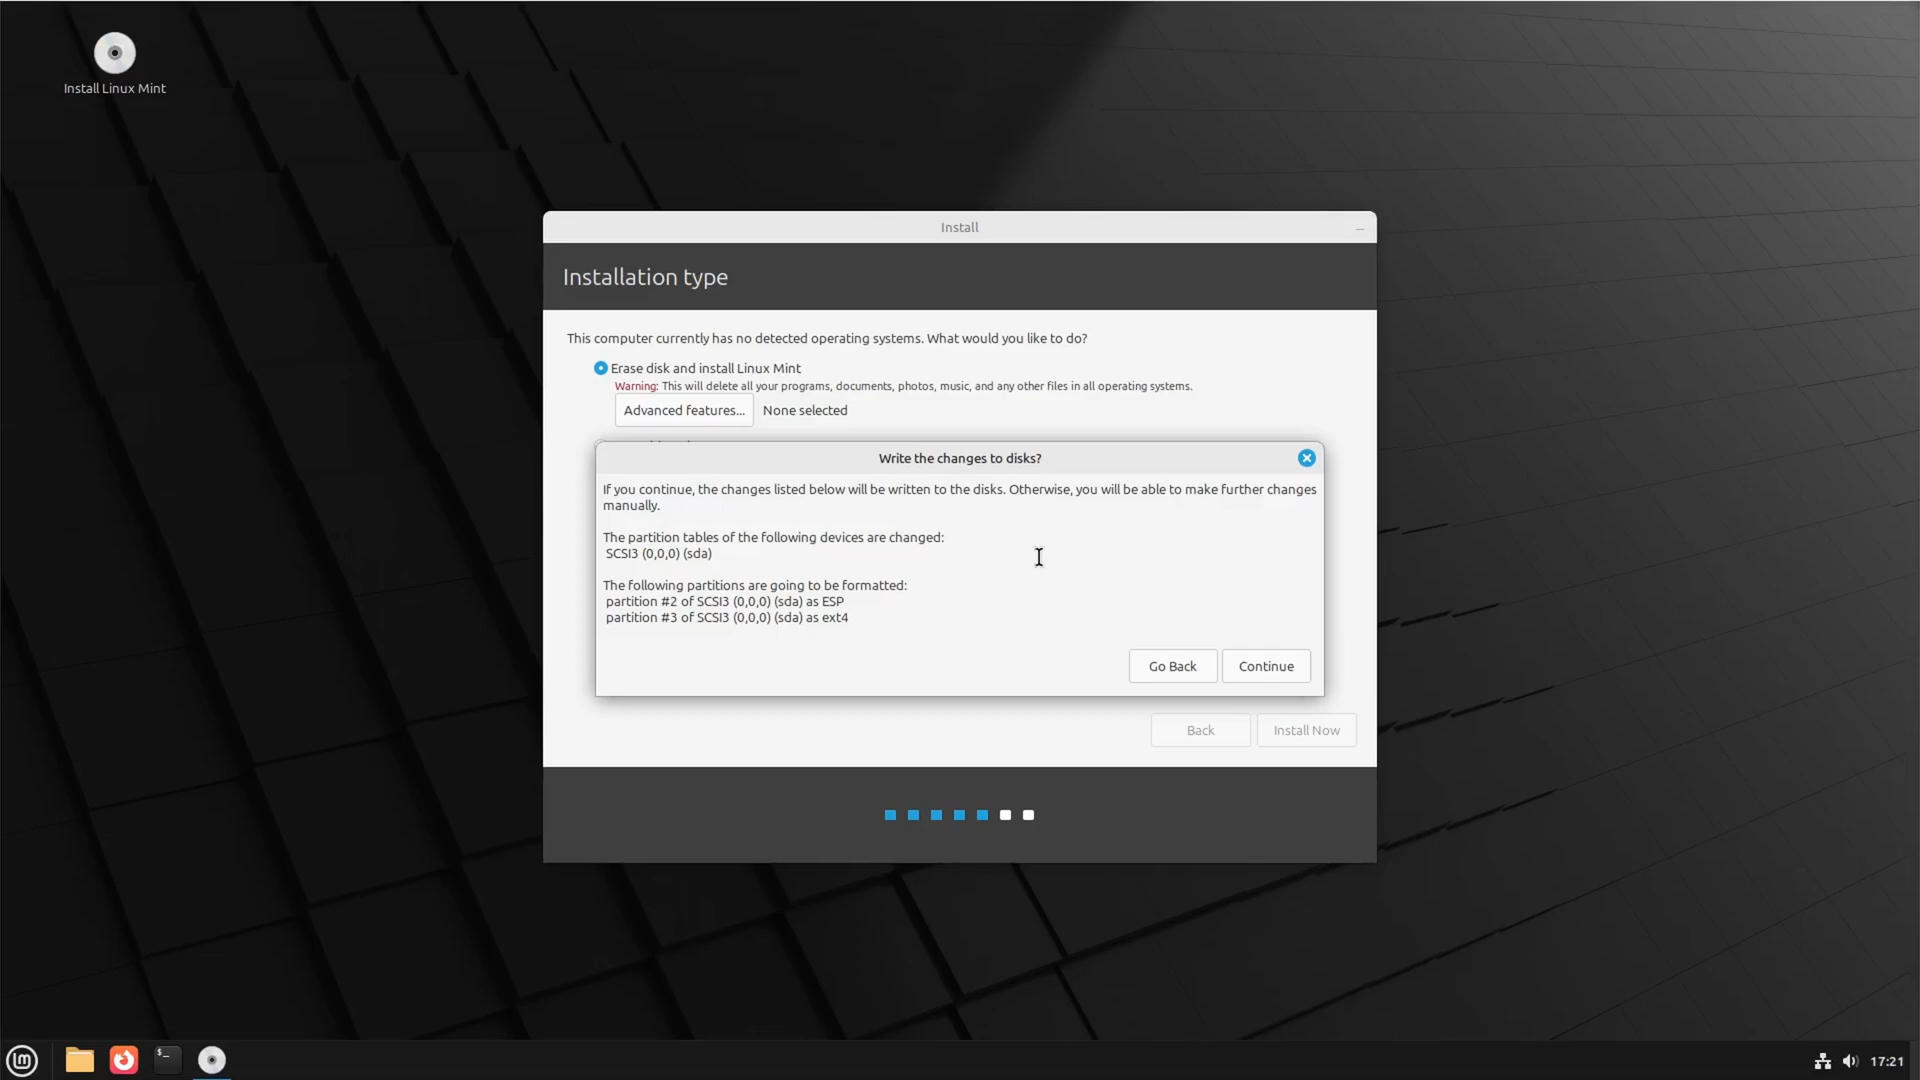 Install Linux Mint
Install
Installation type
This computer currently has no detected operating systems. What would you like to do?
Erase disk and install Linux Mint
Warning: This will delete all your programs, documents, photos, music, and any other files in all operating systems.
Advanced features... None selected
Write the changes to disks?
If you continue, the changes listed below will be written to the disks. Otherwise, you will be able to make further changes
manually.
The partition tables of the following devices are changed:
SCSI3 (0,0,0) (sda)
The following partitions are going to be formatted:
partition #2 of SCSI3 (0,0,0) (sda) as ESP
partition #3 of SCSI3 (0,0,0) (sda) as ext4
Go Back Continue
Back Install Now
17:21